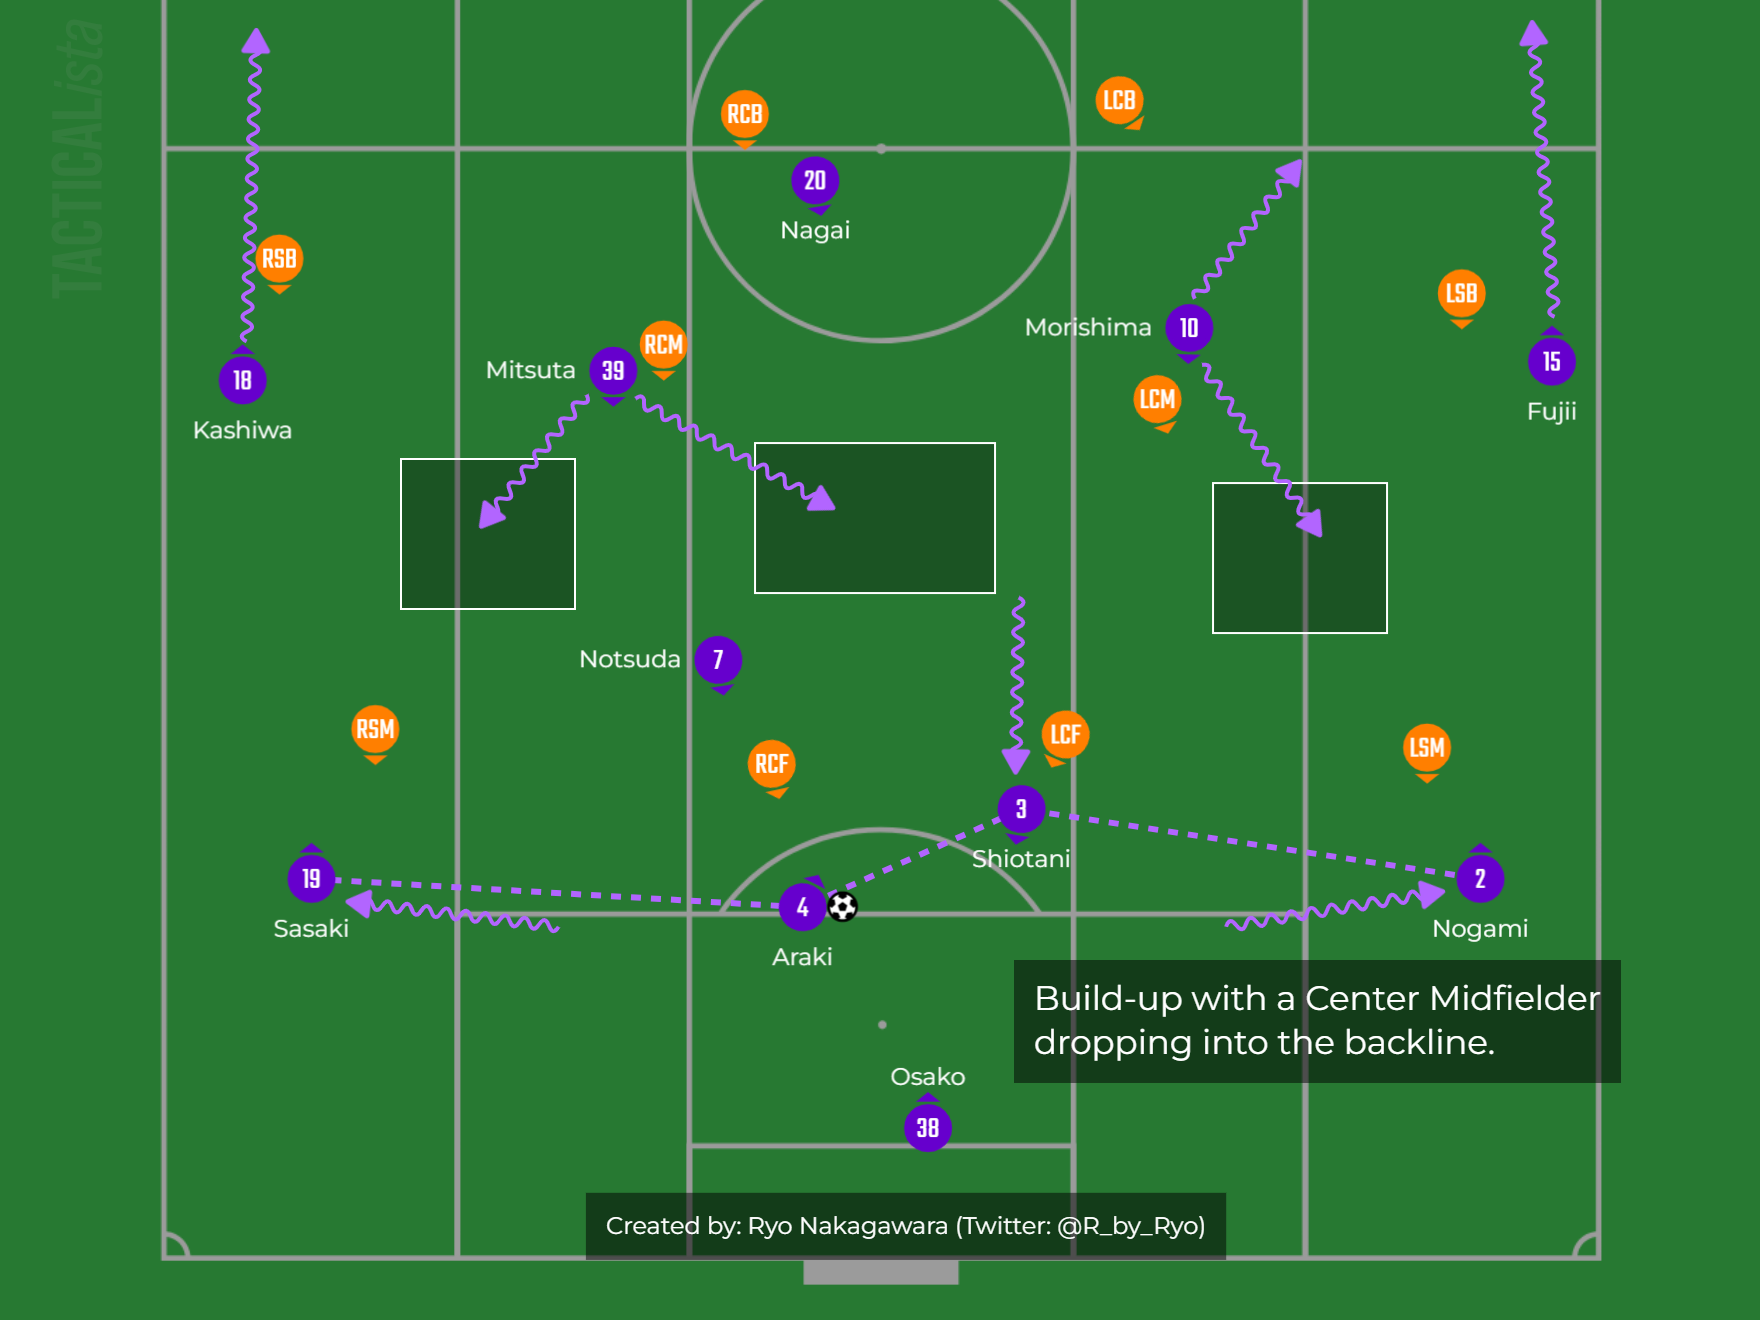 TACTICALista
RCB
LCB
20
Nagai
RSB
LSB
Morishima
10
Mitsuta
39
RCM
15
18
LCM
Fujii
Kashiwa
Notsuda
7
RSM
LCF
LSM
RCF
3
Shiotani
19
2
4
Sasaki
Nogami
Araki
Build-up with a Center Midfielder
dropping into the backline.
Osako
38
Created by: Ryo Nakagawara (Twitter: @R_by_Ryo)